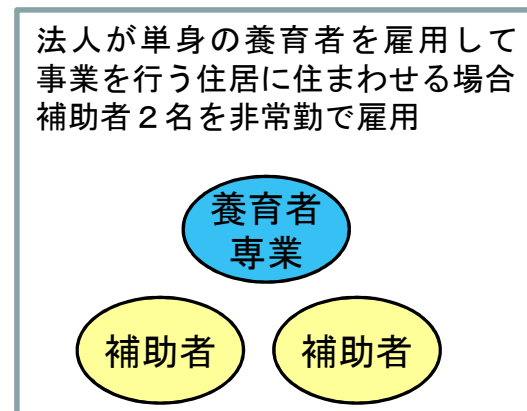 法人が単身の養育者を雇用して
事業を行う住居に住まわせる場合
補助者２名を非常勤で雇用
養育者
専業
補助者 補助者